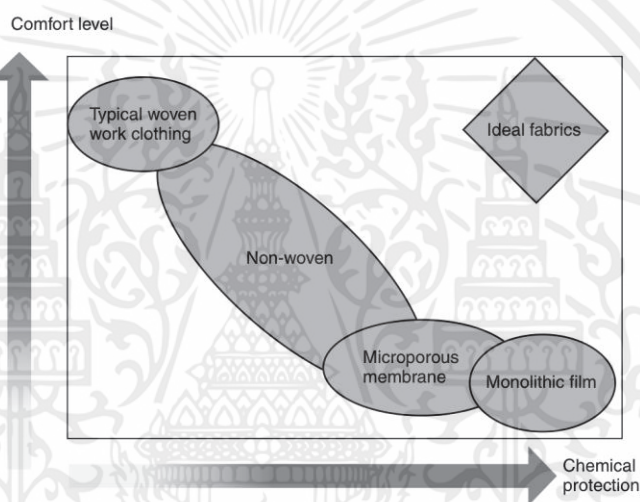 Comfort level
Typical woven
work clothing
Ideal fabrics
Non-woven
Microporous
membrane
Monolithic film
Chemical
protection